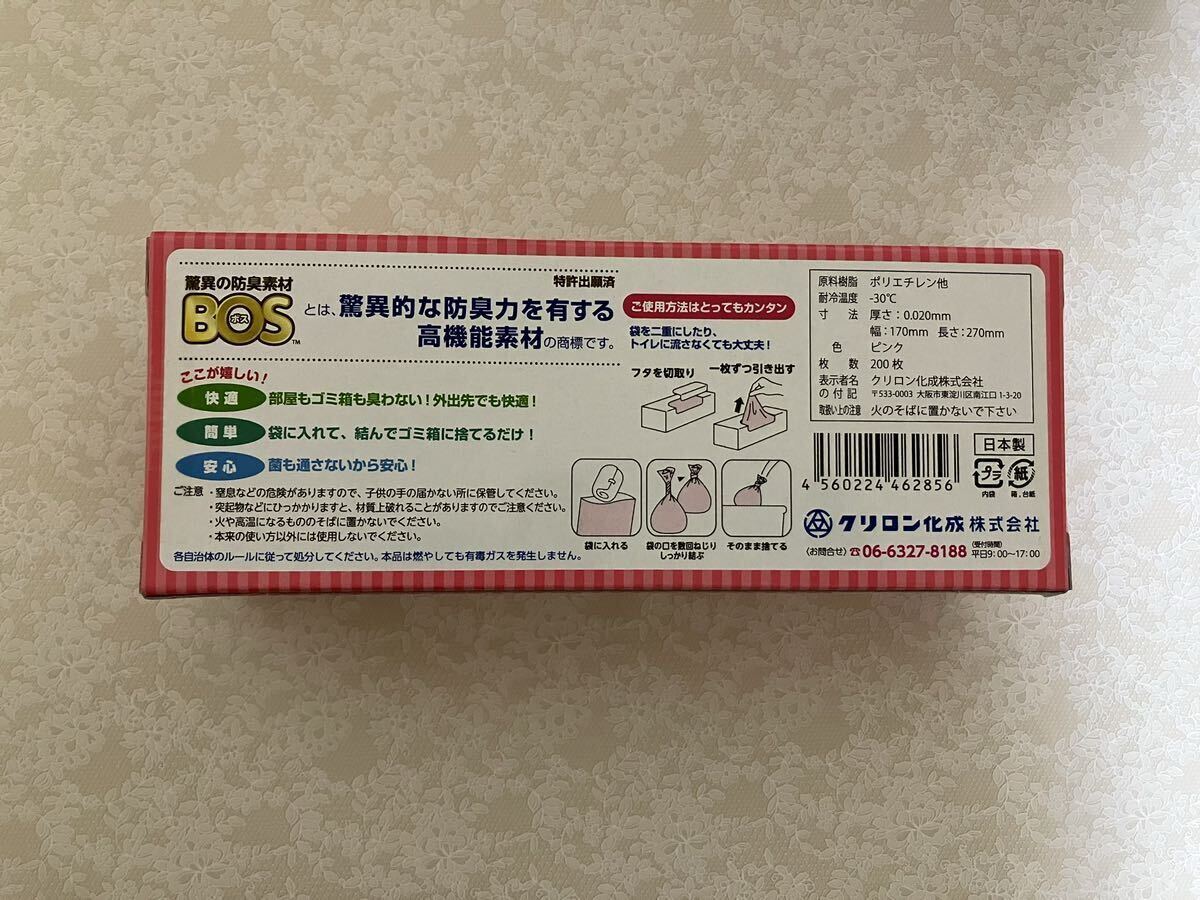 驚異の防臭素材
BOS
ボス
TM
とは、
特許出願済
驚異的な防臭力を有する
高機能素材の商標です。
ここが嬉しい!
快適 部屋もゴミ箱も臭わない!外出先でも快適!
簡単 袋に入れて、結んでゴミ箱に捨てるだけ!
安心 菌も通さないから安心!
ご注意 ・窒息などの危険がありますので、子供の手の届かない所に保管してください。
・突起物などにひっかかりますと、材質上破れることがありますのでご注意ください。
・火や高温になるもののそばに置かないでください。
・本来の使い方以外には使用しないでください。
各自治体のルールに従って処分してください。本品は燃やしても有毒ガスを発生しません。
ご使用方法はとってもカンタン
袋を二重にしたり、
トイレに流さなくても大丈夫!
フタを切取り
一枚ずつ引き出す
袋に入れる
袋の口を数回ねじり
しっかり結ぶ
そのまま捨てる
原料樹脂 ポリエチレン他
耐冷温度 -30℃
寸法 厚さ:0.020mm
幅:170mm 長さ:270mm
色 ピンク
枚数 200枚
表示者名 クリロン化成株式会社
の付記 〒533-0003 大阪市東淀川区南江口1-3-20
取扱い上の注意 火のそばに置かないで下さい
4 560224 462856
日本製
プラ
内袋
紙
箱、台紙
クリロン化成株式会社
〈お問合せ〉☎06-6327-8188 〈受付時間〉
平日9:00〜17:00